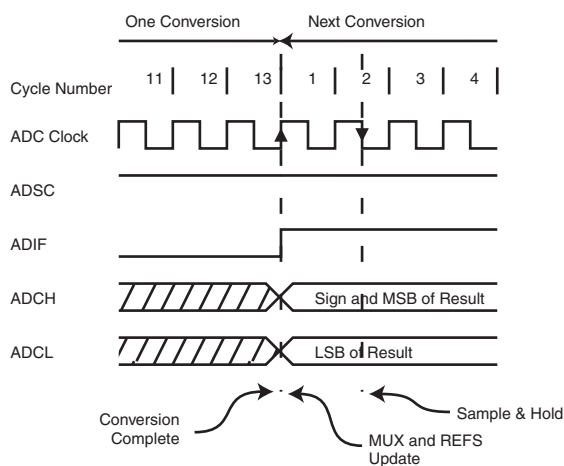 One Conversion Next Conversion
Cycle Number 11 12 13 1 2 3 4
ADC Clock
ADSC
ADIF
ADCH Sign and MSB of Result
ADCL LSB of Result
Conversion
Complete
MUX and REFS
Update
Sample & Hold